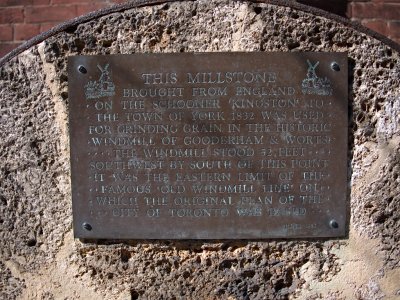 THIS MILLSTONE
BROUGHT FROM ENGLAND
ON THE SCHOONER 'KINGSTON' TO
THE TOWN OF YORK 1832 WAS USED
FOR GRINDING GRAIN IN THE HISTORIC
WINDMILL OF GOODERHAM & WORTS
THE WINDMILL STOOD FEET
SOUTH WEST BY SOUTH OF THIS POINT
IT WAS THE EASTERN LIMIT OF THE
FAMOUS 'OLD WINDMILL LINE' ON
WHICH THE ORIGINAL PLAN OF THE
CITY OF TORONTO WAS